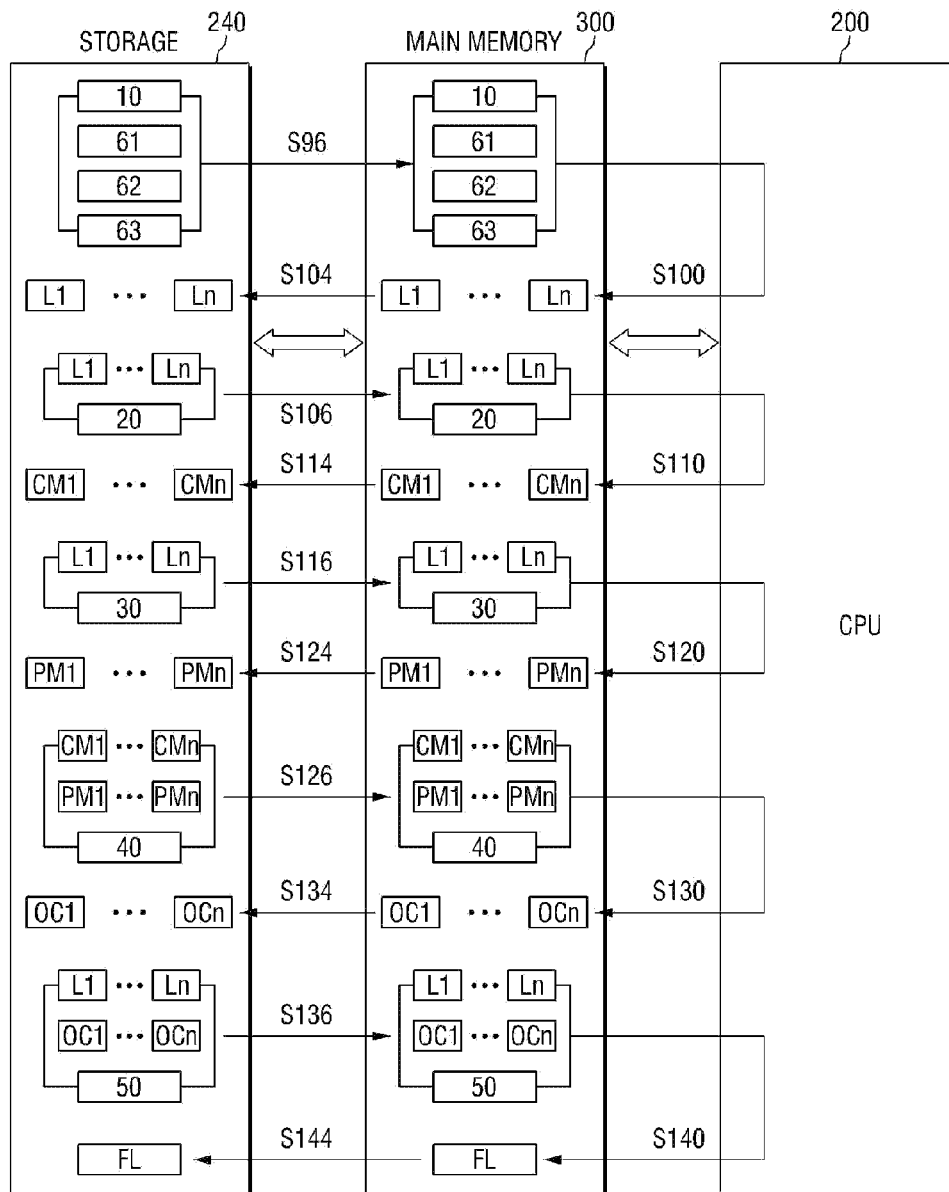 240 300 200
STORAGE MAIN MEMORY
10 10
61 S96 61
62 62
63 63
S104 S100
L1 ••• Ln L1 ••• Ln
L1 ••• Ln L1 ••• Ln
20 S106 20
S114 S110
CM1 ••• CMn CM1 ••• CMn
L1 ••• Ln S116 L1 ••• Ln
30 30
CPU
S124 S120
PM1 ••• PMn PM1 ••• PMn
CM1 ••• CMn CM1 ••• CMn
S126
PM1 ••• PMn PM1 ••• PMn
40 40
S134 S130
OC1 ••• OCn OC1 ••• OCn
L1 ••• Ln L1 ••• Ln
S136
OC1 ••• OCn OC1 ••• OCn
50 50
S144 S140
FL FL